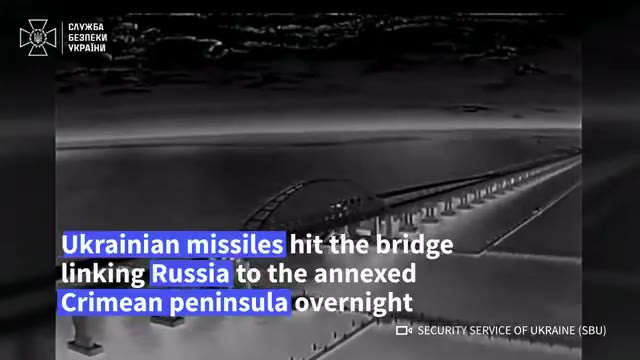 СЛУЖБА
БЕЗПЕКИ
УКРАЇНИ
Ukrainian missiles hit the bridge
linking Russia to the annexed
Crimean peninsula overnight
SECURITY SERVICE OF UKRAINE (SBU)